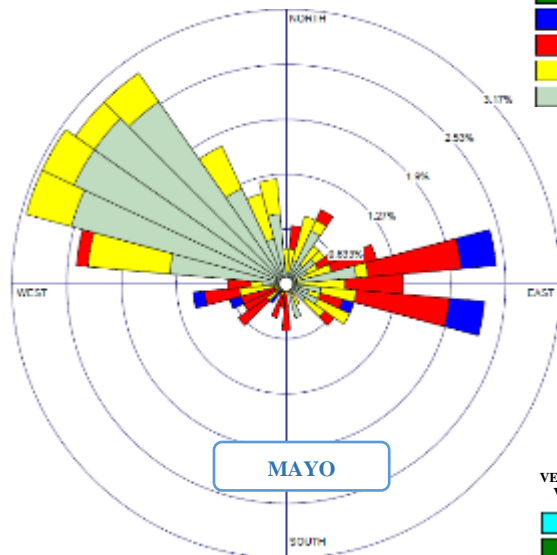 NORTH
3.17%
2.53%
1.9%
1.27%
0.633%
WEST
EAST
MAYO
SOUTH